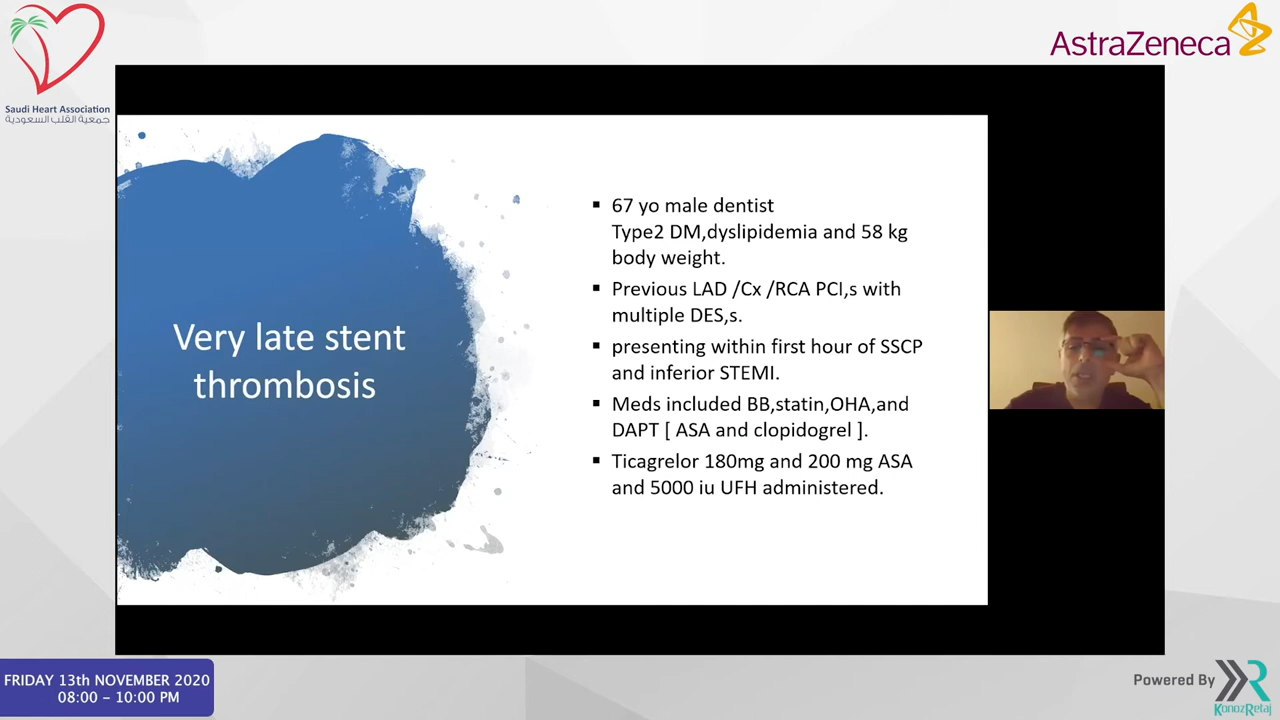 Saudi Heart Association
جمعية القلب السعودية
AstraZeneca
Very late stent
thrombosis
▪ 67 yo male dentist
Type2 DM,dyslipidemia and 58 kg
body weight.
▪ Previous LAD /Cx /RCA PCI,s with
multiple DES,s.
▪ presenting within first hour of SSCP
and inferior STEMI.
▪ Meds included BB,statin,OHA,and
DAPT [ ASA and clopidogrel ].
▪ Ticagrelor 180mg and 200 mg ASA
and 5000 iu UFH administered.
FRIDAY 13th NOVEMBER 2020
08:00 – 10:00 PM
Powered By
KonozRetaj